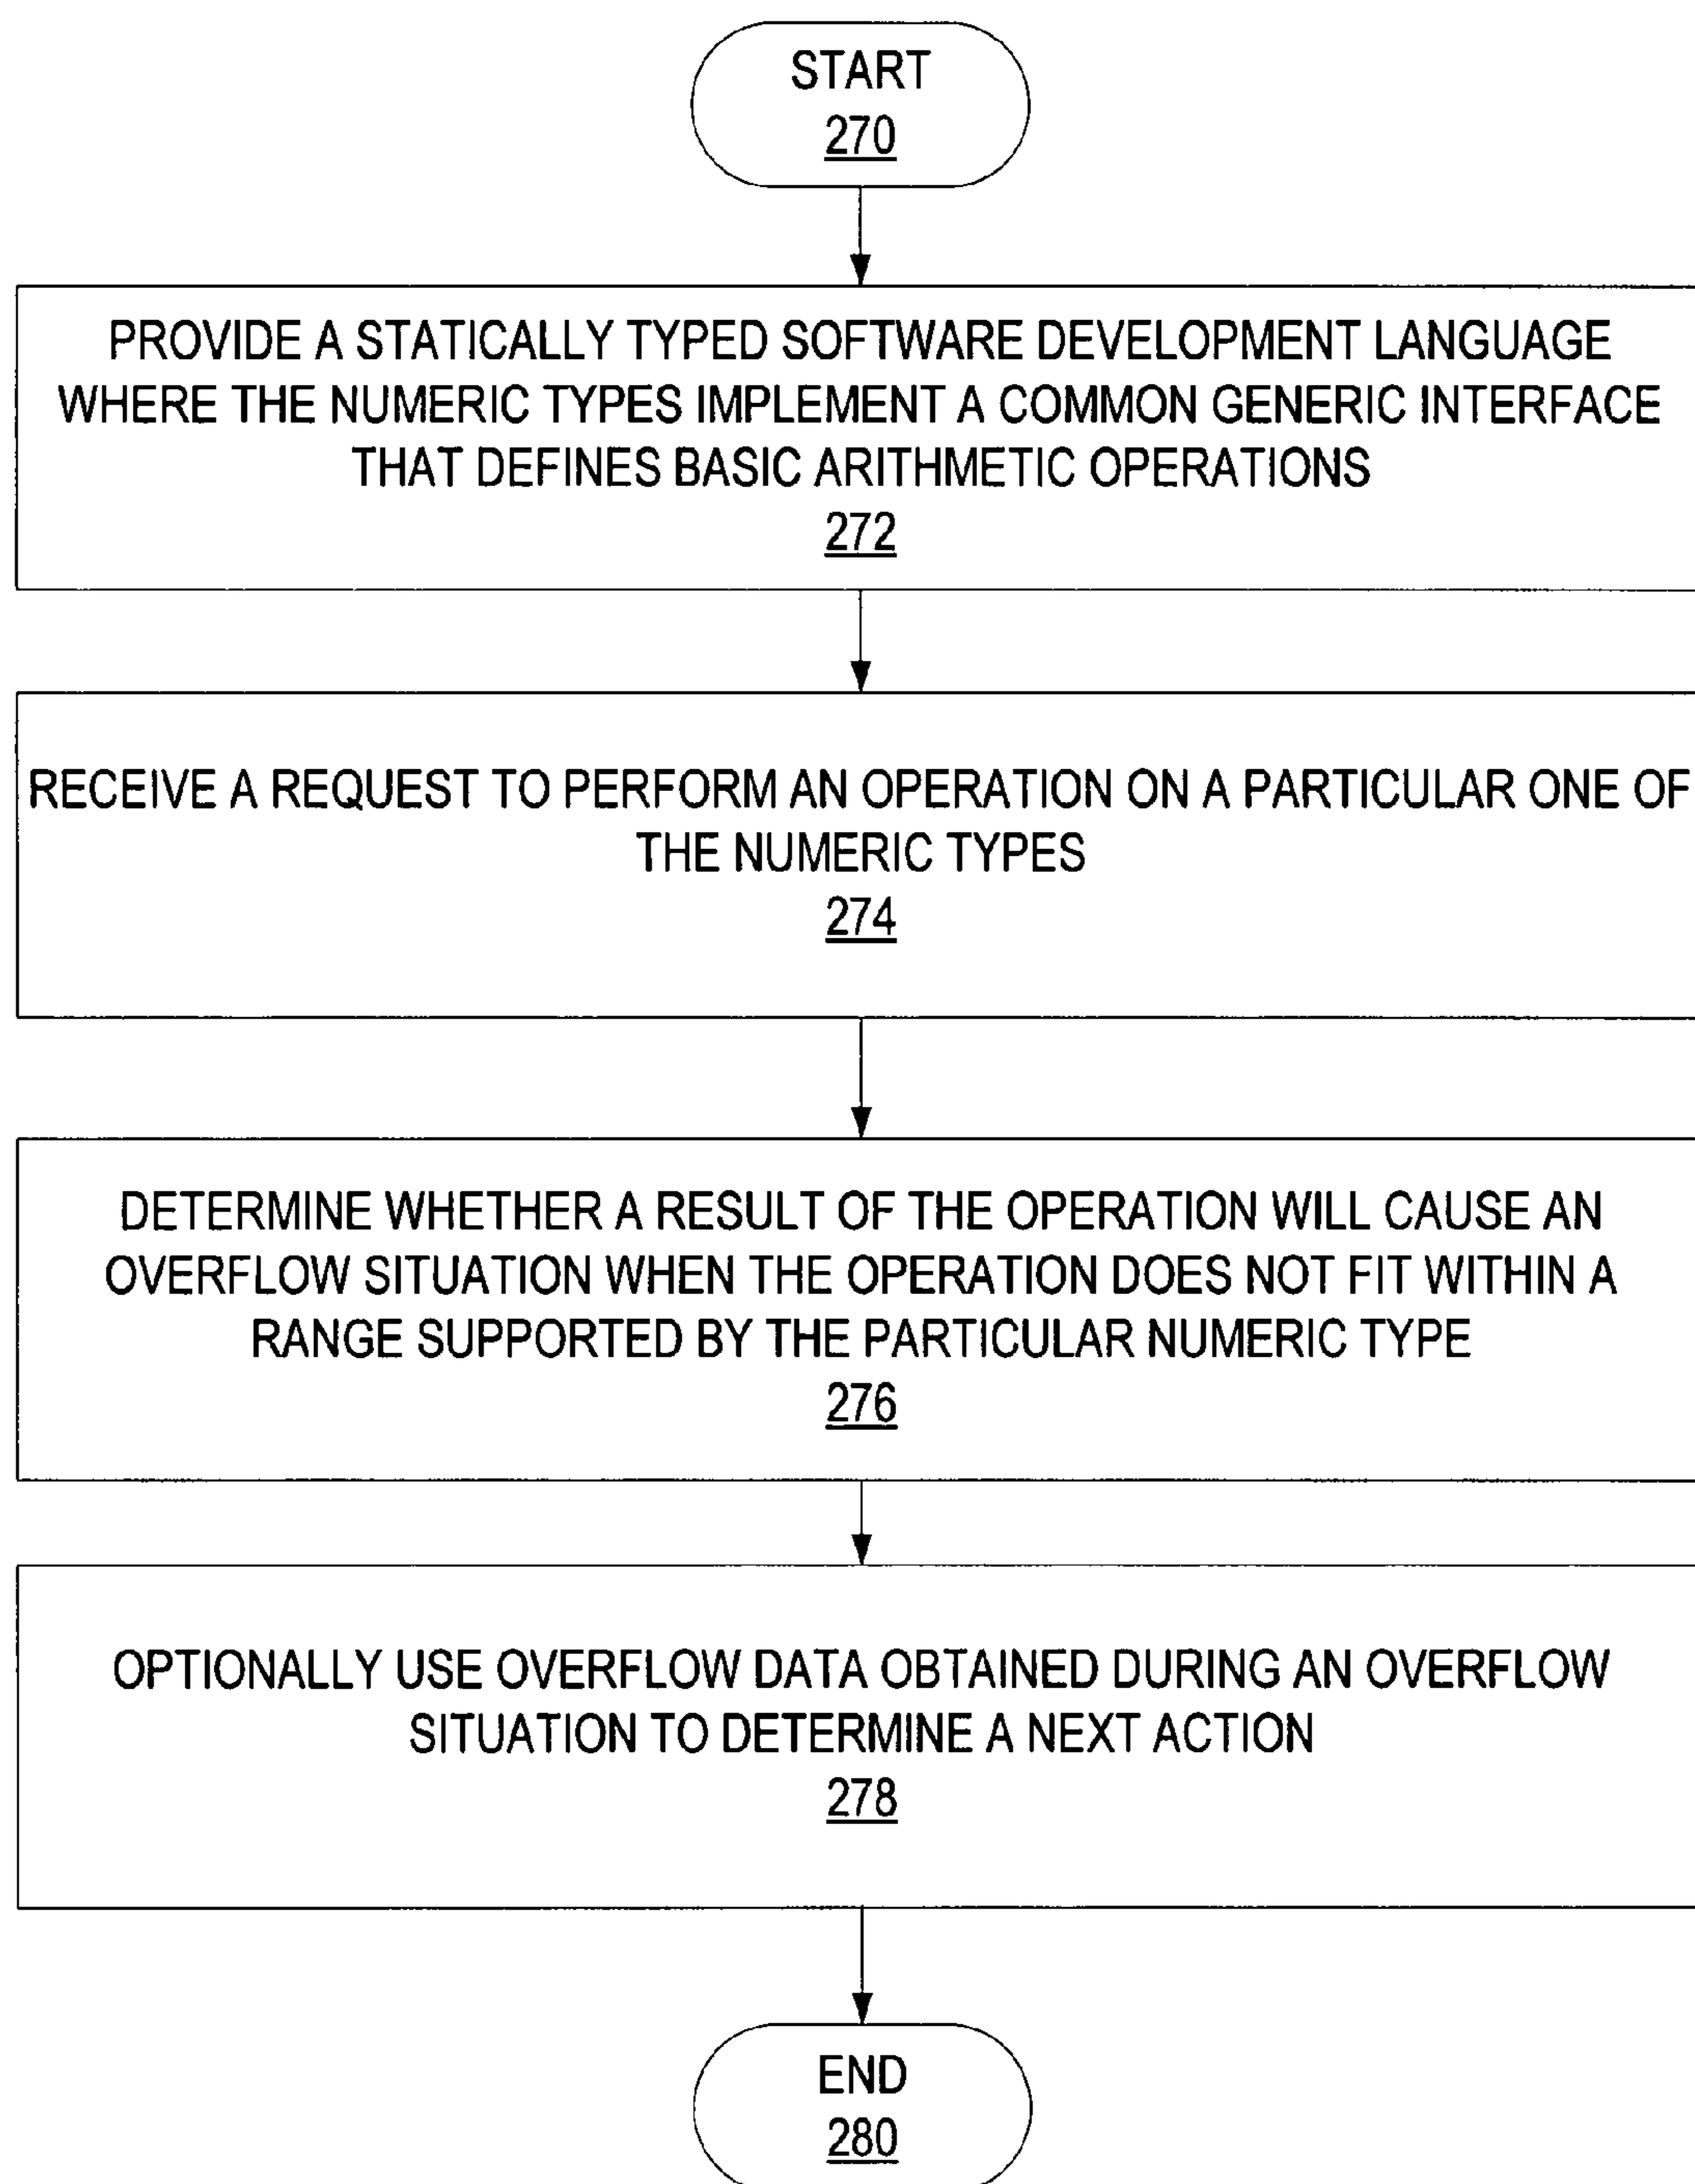 START
270
PROVIDE A STATICALLY TYPED SOFTWARE DEVELOPMENT LANGUAGE
WHERE THE NUMERIC TYPES IMPLEMENT A COMMON GENERIC INTERFACE
THAT DEFINES BASIC ARITHMETIC OPERATIONS
272
RECEIVE A REQUEST TO PERFORM AN OPERATION ON A PARTICULAR ONE OF
THE NUMERIC TYPES
274
DETERMINE WHETHER A RESULT OF THE OPERATION WILL CAUSE AN
OVERFLOW SITUATION WHEN THE OPERATION DOES NOT FIT WITHIN A
RANGE SUPPORTED BY THE PARTICULAR NUMERIC TYPE
276
OPTIONALLY USE OVERFLOW DATA OBTAINED DURING AN OVERFLOW
SITUATION TO DETERMINE A NEXT ACTION
278
END
280